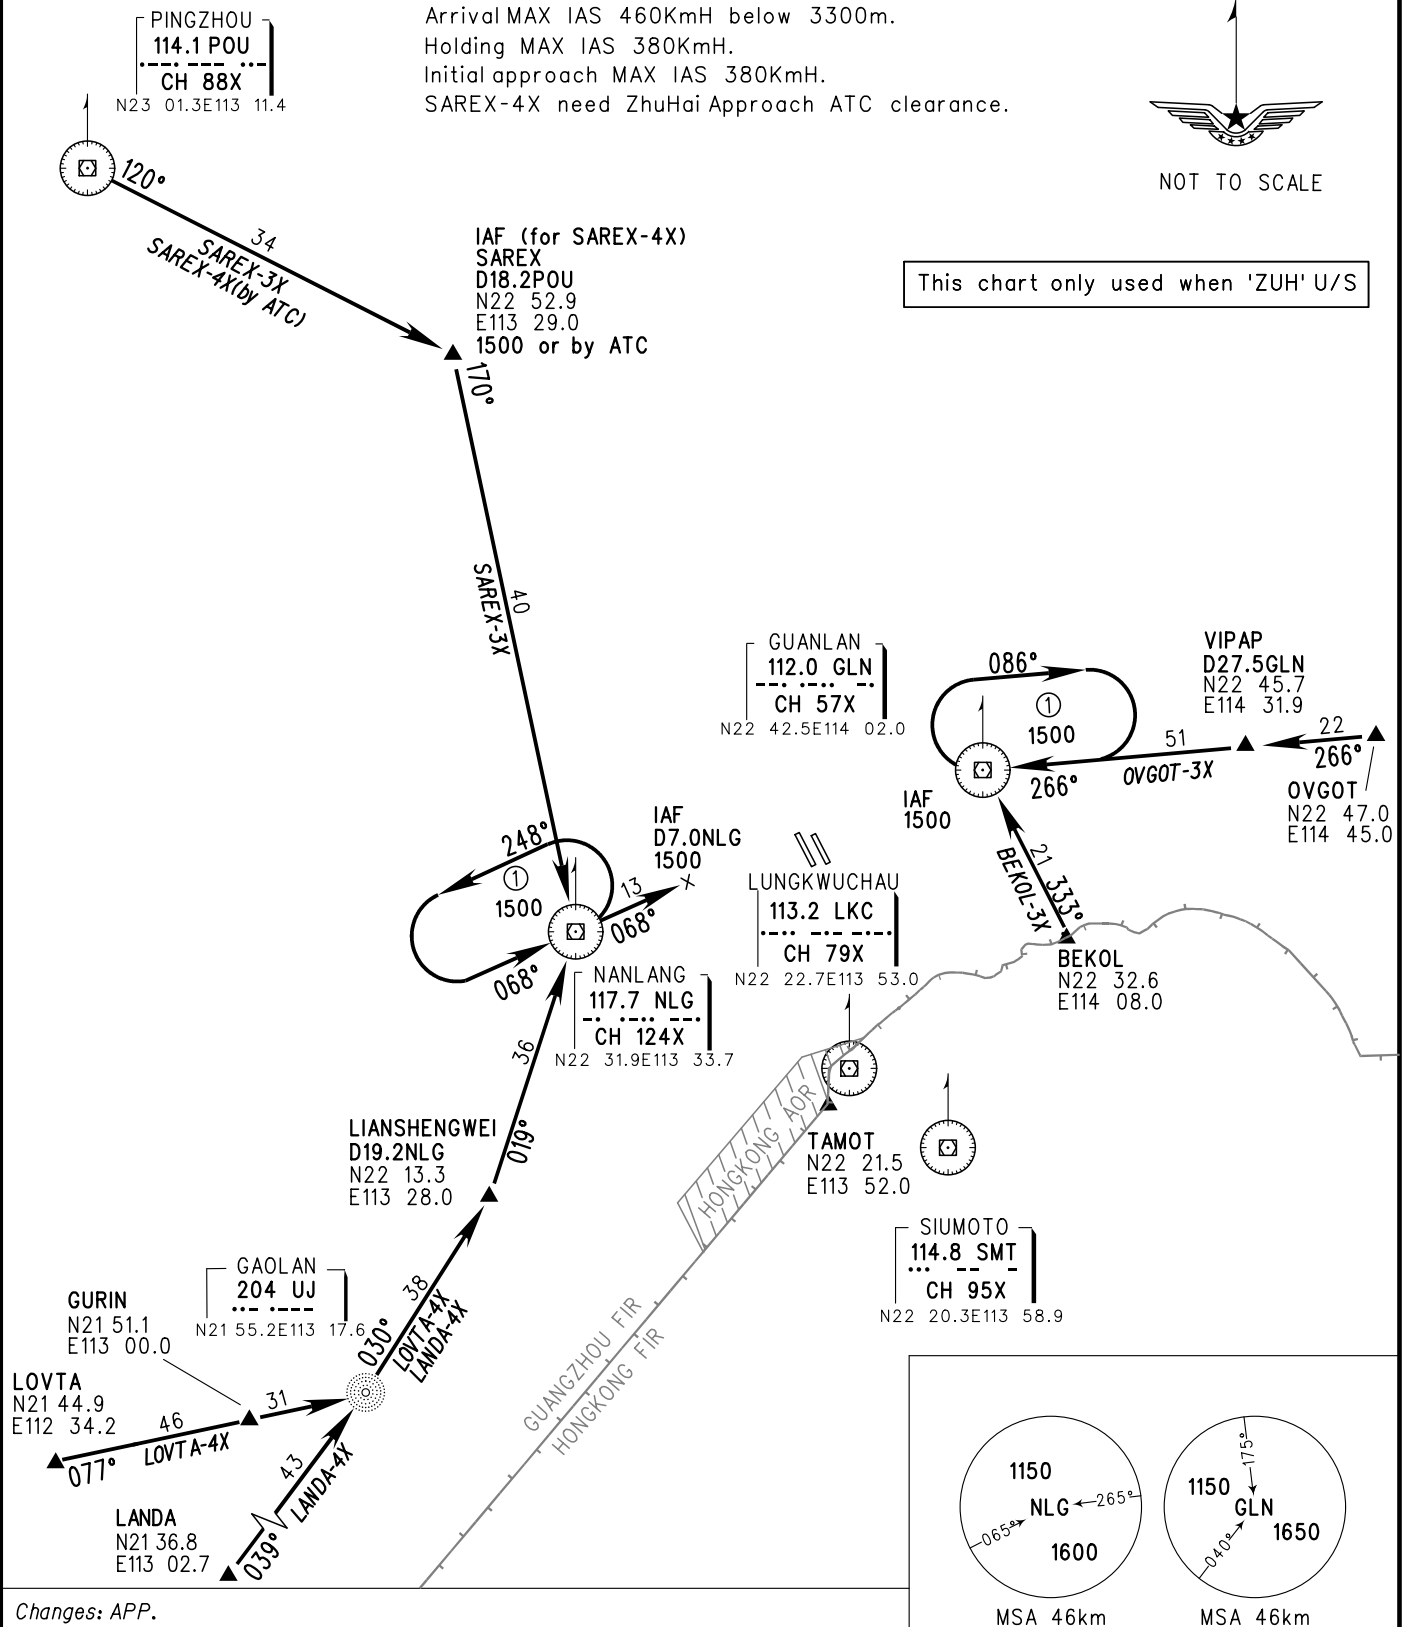 PINGZHOU
114.1 POU
CH 88X
N23 01.3E113 11.4
Arrival MAX IAS 460KmH below 3300m.
Holding MAX IAS 380KmH.
Initial approach MAX IAS 380KmH.
SAREX-4X need ZhuHai Approach ATC clearance.
NOT TO SCALE
This chart only used when 'ZUH' U/S
120°
34
SAREX-3X
SAREX-4X(by ATC)
IAF (for SAREX-4X)
SAREX
D18.2POU
N22 52.9
E113 29.0
1500 or by ATC
170°
40
SAREX-3X
GUANLAN
112.0 GLN
CH 57X
N22 42.5E114 02.0
086°
1
1500
266°
IAF
1500
51
OVGOT-3X
VIPAP
D27.5GLN
N22 45.7
E114 31.9
22
266°
OVGOT
N22 47.0
E114 45.0
21
333°
BEKOL-3X
BEKOL
N22 32.6
E114 08.0
248°
1
1500
068°
IAF
D7.0NLG
1500
13
068°
NANLANG
117.7 NLG
CH 124X
N22 31.9E113 33.7
LUNGKWUCHAU
113.2 LKC
CH 79X
N22 22.7E113 53.0
36
019°
LIANSHENGWEI
D19.2NLG
N22 13.3
E113 28.0
HONGKONG AOR
TAMOT
N22 21.5
E113 52.0
SIUMOTO
114.8 SMT
CH 95X
N22 20.3E113 58.9
GAOLAN
204 UJ
N21 55.2E113 17.6
38
030°
LOVTA-4X
LANDA-4X
GURIN
N21 51.1
E113 00.0
LOVTA
N21 44.9
E112 34.2
46
31
077°
LOVTA-4X
43
LANDA-4X
039°
LANDA
N21 36.8
E113 02.7
GUANGZHOU FIR
HONGKONG FIR
1150
NLG
265°
065°
1600
MSA 46km
175°
1150
GLN
1650
040°
MSA 46km
Changes: APP.